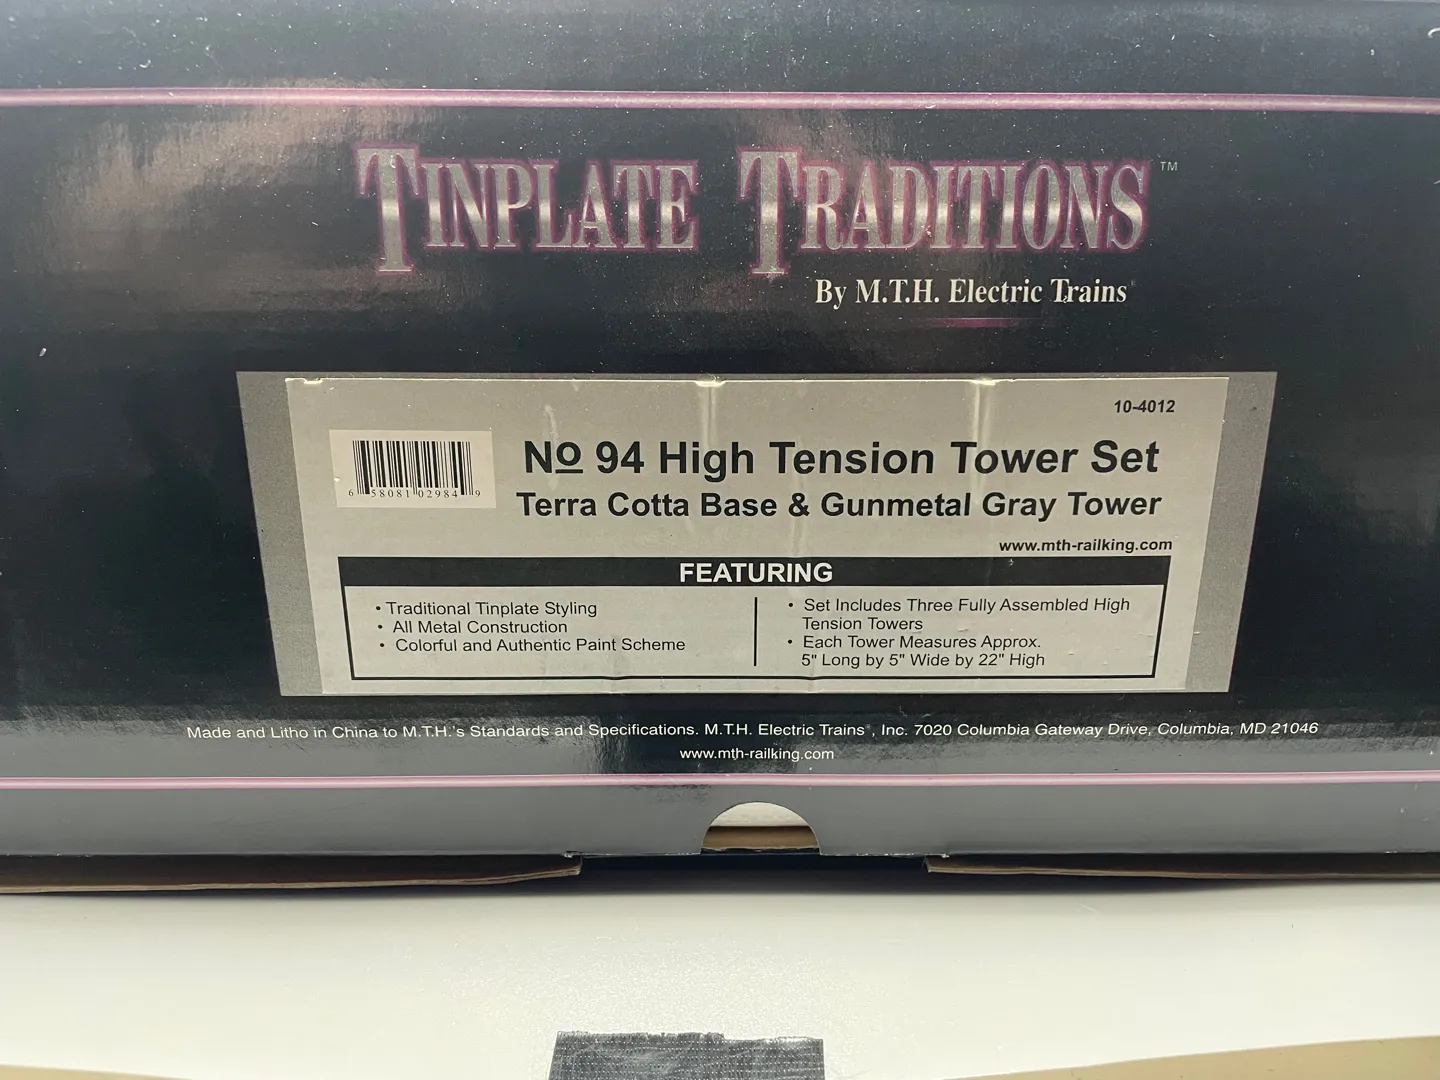 TINPLATE TRADITIONS™
By M.T.H. Electric Trains®
10-4012
6 58081 02984 9
No 94 High Tension Tower Set
Terra Cotta Base & Gunmetal Gray Tower
www.mth-railking.com
FEATURING
• Traditional Tinplate Styling
• All Metal Construction
• Colorful and Authentic Paint Scheme
• Set Includes Three Fully Assembled High
Tension Towers
• Each Tower Measures Approx.
5" Long by 5" Wide by 22" High
Made and Litho in China to M.T.H.'s Standards and Specifications. M.T.H. Electric Trains®, Inc. 7020 Columbia Gateway Drive, Columbia, MD 21046
www.mth-railking.com